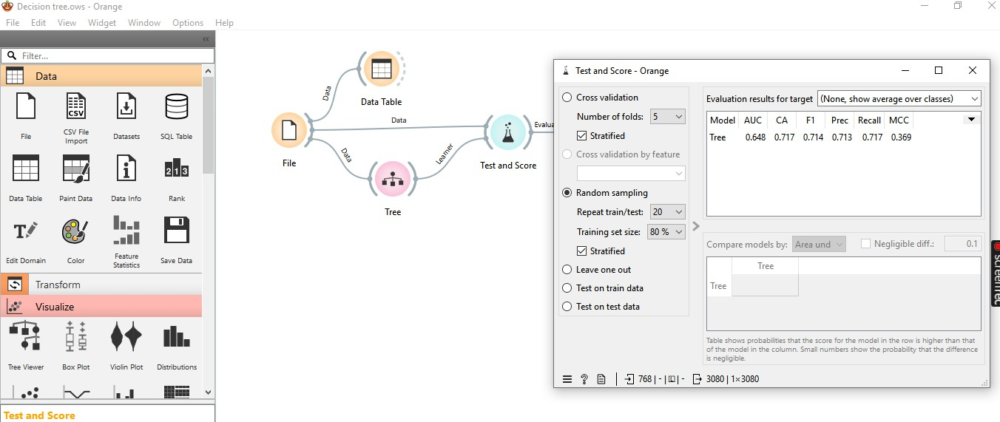 Decision tree.ows - Orange
File Edit View Widget Window Options Help
Filter...
Data
File
CSV File Import
Datasets
SQL Table
Data Table
Paint Data
Data Info
Rank
Edit Domain
Color
Feature Statistics
Save Data
Transform
Visualize
Tree Viewer
Box Plot
Violin Plot
Distributions
Test and Score
File
Data
Data Table
Data
Data
Tree
Learner
Test and Score
Evalua
Test and Score - Orange
Cross validation
Number of folds: 5
Stratified
Cross validation by feature
Random sampling
Repeat train/test: 20
Training set size: 80 %
Stratified
Leave one out
Test on train data
Test on test data
Evaluation results for target (None, show average over classes)
Model AUC CA F1 Prec Recall MCC
Tree 0.648 0.717 0.714 0.713 0.717 0.369
Compare models by: Area und Negligible diff.: 0.1
Tree
Tree
Table shows probabilities that the score for the model in the row is higher than that
of the model in the column. Small numbers show the probability that the difference
is negligible.
768 | - | - 3080 | 1×3080